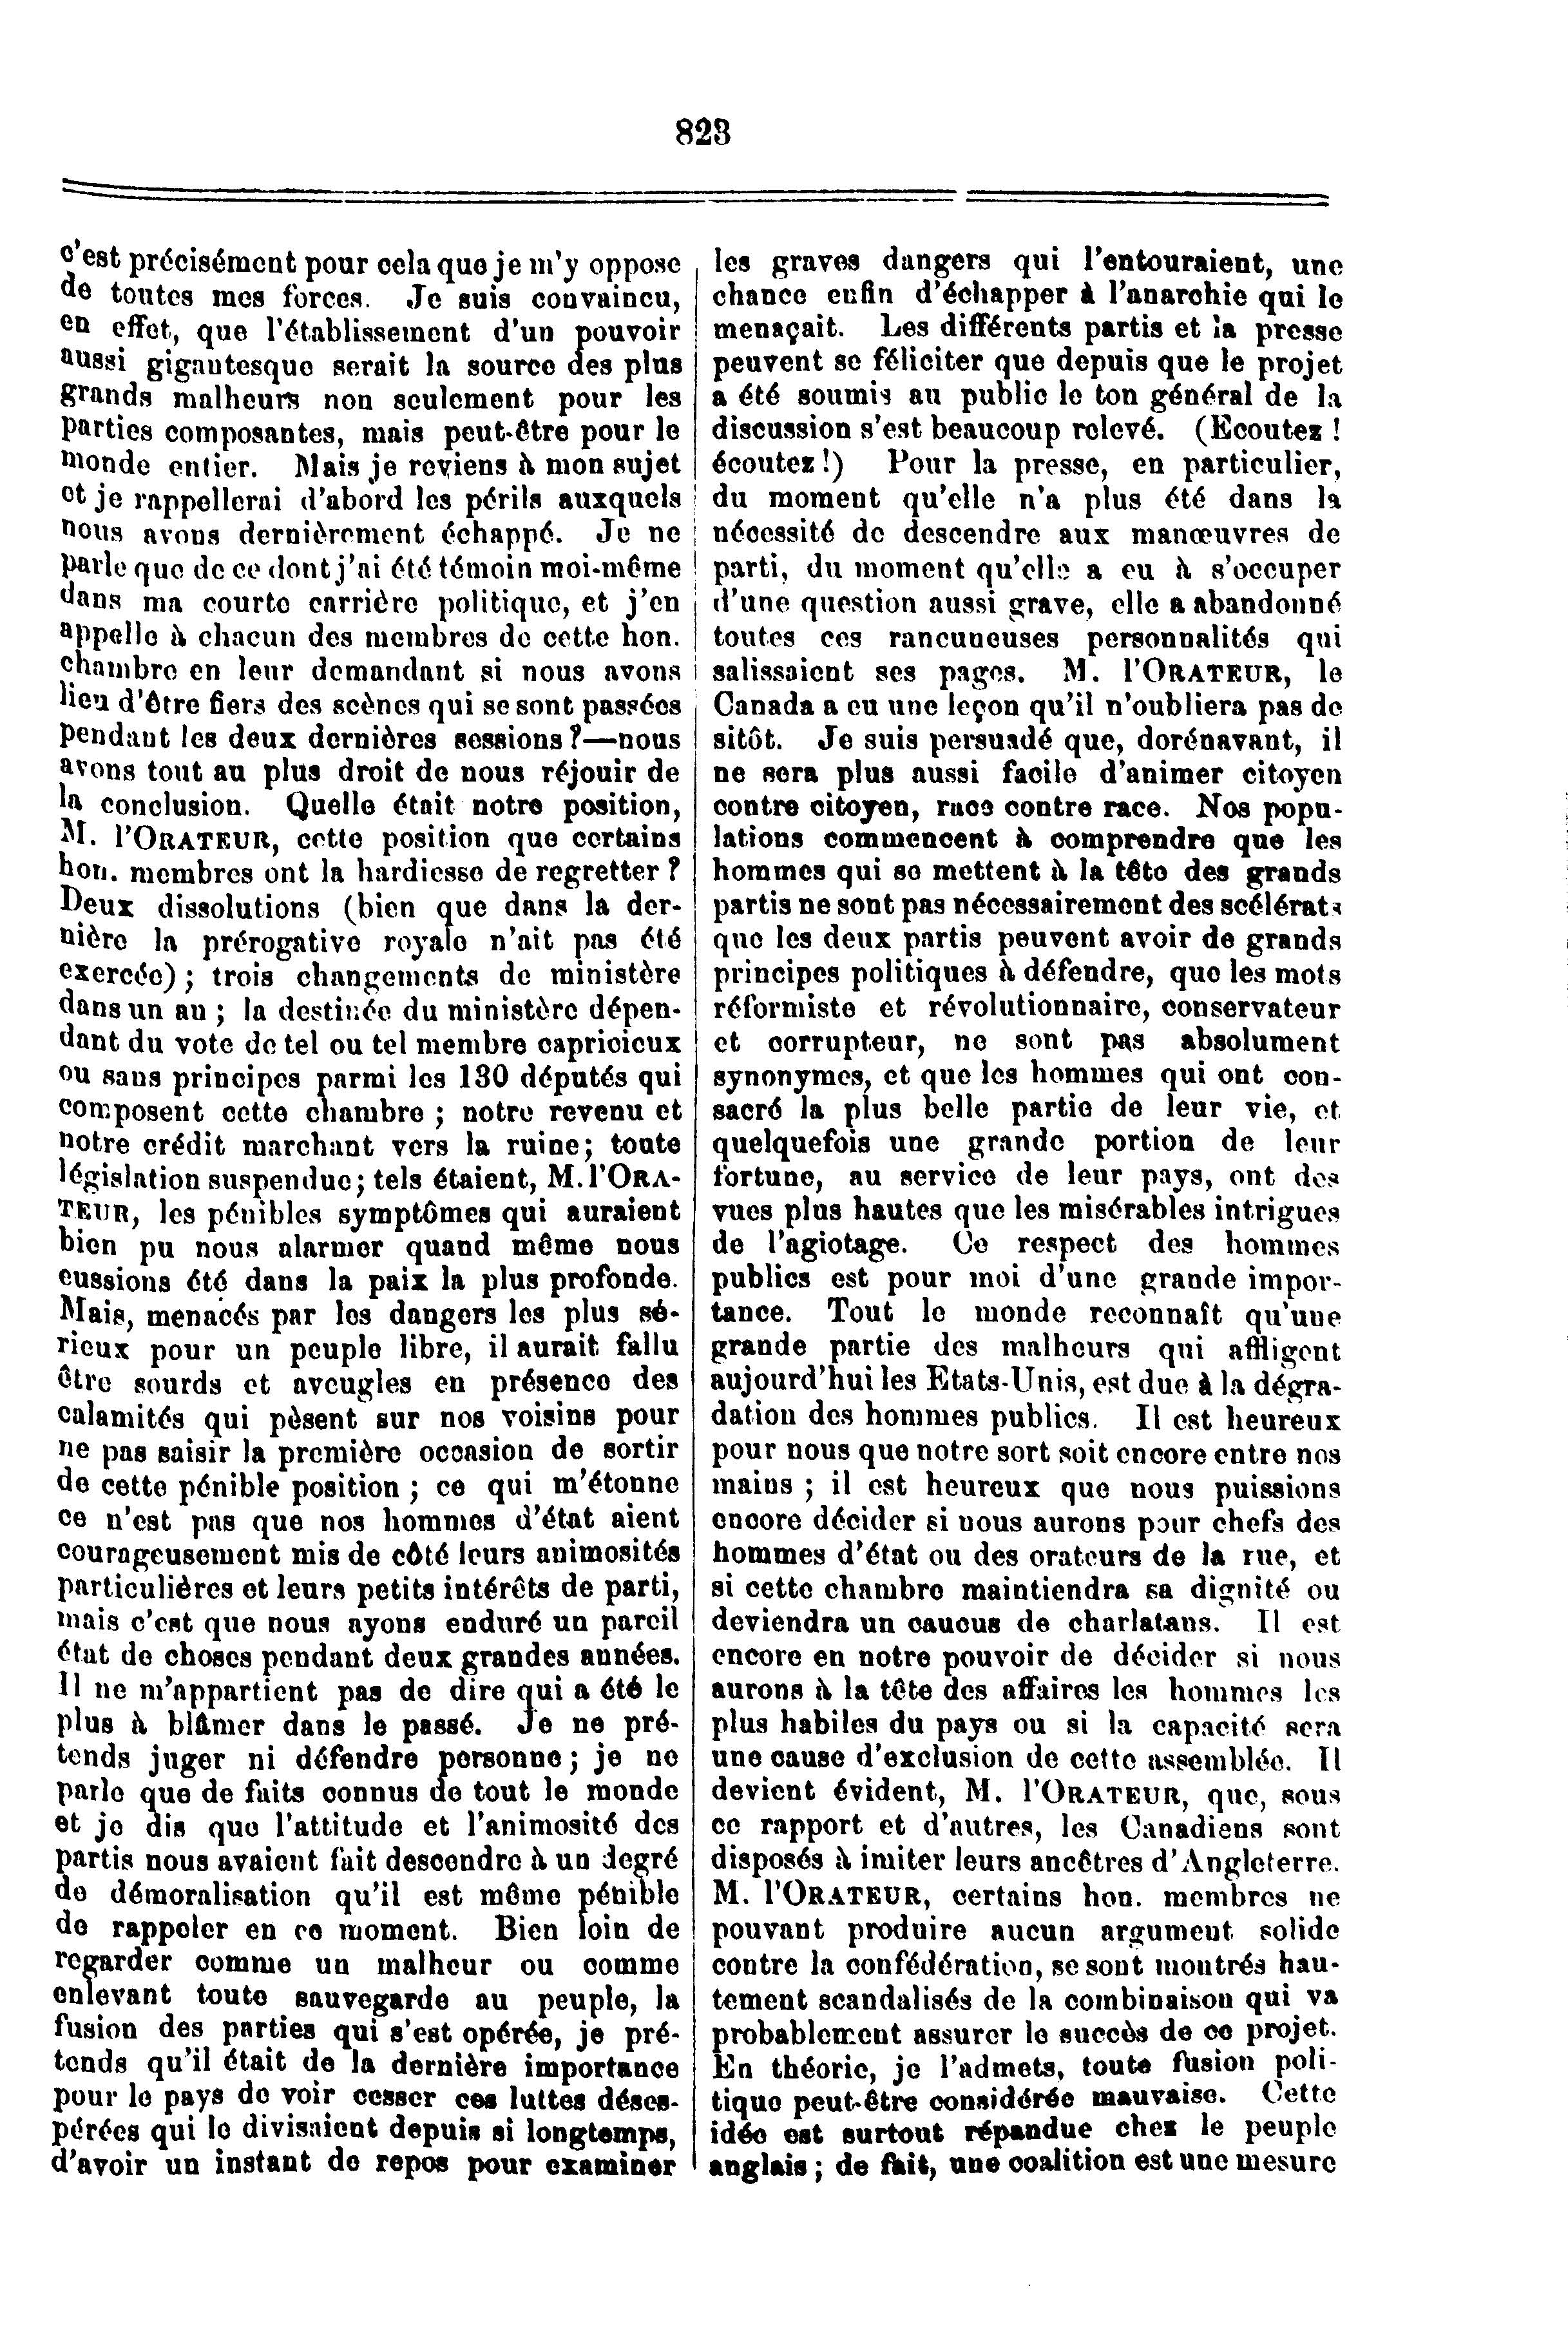 823
c'est précisément pour cela que je m'y oppose
de toutes mes forces. Je suis convaincu,
en effet, que l'établissement d'un pouvoir
aussi gigantesque serait la source des plus
grands malheurs non seulement pour les
parties composantes, mais peut-être pour le
monde entier. Mais je reviens à mon sujet
et je rappellerai d'abord les périls auxquels
nous avons dernièrement échappé. Je ne
parle que de ce dont j'ai été témoin moi-même
dans ma courte carrière politique, et j'en
appelle à chacun des membres de cette hon.
chambre en leur demandant si nous avons
lieu d'être fiers des scènes qui se sont passées
pendant les deux dernières sessions ?—nous
avons tout au plus droit de nous réjouir de
la conclusion. Quelle était notre position,
M. l'ORATEUR, cette position que certains
hon. membres ont la hardiesse de regretter ?
Deux dissolutions (bien que dans la der-
nière la prérogative royale n'ait pas été
exercée) ; trois changements de ministère
dans un an ; la destinée du ministère dépen-
dant du vote de tel ou tel membre capricieux
ou sans principes parmi les 130 députés qui
composent cette chambre ; notre revenu et
notre crédit marchant vers la ruine; toute
législation suspendue; tels étaient, M. l'ORA-
TEUR, les pénibles symptômes qui auraient
bien pu nous alarmer quand même nous
eussions été dans la paix la plus profonde.
Mais, menacés par les dangers les plus sé-
rieux pour un peuple libre, il aurait fallu
être sourds et aveugles en présence des
calamités qui pèsent sur nos voisins pour
ne pas saisir la première occasion de sortir
de cette pénible position ; ce qui m'étonne
ce n'est pas que nos hommes d'état aient
courageusement mis de côté leurs animosités
particulières et leurs petits intérêts de parti,
mais c'est que nous ayons enduré un pareil
état de choses pendant deux grandes années.
Il ne m'appartient pas de dire qui a été le
plus à blâmer dans le passé. Je ne pré-
tends juger ni défendre personne ; je ne
parle que de faits connus de tout le monde
et je dis que l'attitude et l'animosité des
partis nous avaient fait descendre à un degré
de démoralisation qu'il est même pénible
de rappeler en ce moment. Bien loin de
regarder comme un malheur ou comme
enlevant toute sauvegarde au peuple, la
fusion des parties qui s'est opérée, je pré-
tends qu'il était de la dernière importance
pour le pays de voir cesser ces luttes déses-
pérées qui le divisaient depuis si longtemps,
d'avoir un instant de repos pour examiner
les graves dangers qui l'entouraient, une
chance enfin d'échapper à l'anarchie qui le
menaçait. Les différents partis et la presse
peuvent se féliciter que depuis que le projet
a été soumis au public le ton général de la
discussion s'est beaucoup relevé. (Ecoutez !
écoutez !) Pour la presse, en particulier,
du moment qu'elle n'a plus été dans la
nécessité de descendre aux manœuvres de
parti, du moment qu'elle a eu à s'occuper
d'une question aussi grave, elle a abandonné
toutes ces rancuneuses personnalités qui
salissaient ses pages. M. l'ORATEUR, le
Canada a eu une leçon qu'il n'oubliera pas de
sitôt. Je suis persuadé que, dorénavant, il
ne sera plus aussi facile d'animer citoyen
contre citoyen, race contre race. Nos popu-
lations commencent à comprendre que les
hommes qui se mettent à la tête des grands
partis ne sont pas nécessairement des scélérats
que les deux partis peuvent avoir de grands
principes politiques à défendre, que les mots
réformiste et révolutionnaire, conservateur
et corrupteur, ne sont pas absolument
synonymes, et que les hommes qui ont con-
sacré la plus belle partie de leur vie, et
quelquefois une grande portion de leur
fortune, au service de leur pays, ont des
vues plus hautes que les misérables intrigues
de l'agiotage. Ce respect des hommes
publics est pour moi d'une grande impor-
tance. Tout le monde reconnaît qu'une
grande partie des malheurs qui affligent
aujourd'hui les Etats-Unis, est due à la dégra-
dation des hommes publics. Il est heureux
pour nous que notre sort soit encore entre nos
mains ; il est heureux que nous puissions
encore décider si nous aurons pour chefs des
hommes d'état ou des orateurs de la rue, et
si cette chambre maintiendra sa dignité ou
deviendra un caucus de charlatans. Il est
encore en notre pouvoir de décider si nous
aurons à la tête des affaires les hommes les
plus habiles du pays ou si la capacité sera
une cause d'exclusion de cette assemblée. Il
devient évident, M. l'ORATEUR, que, sous
ce rapport et d'autres, les Canadiens sont
disposés à imiter leurs ancêtres d'Angleterre.
M. l'ORATEUR, certains hon. membres ne
pouvant produire aucun argument solide
contre la confédération, se sont montrés hau-
tement scandalisés de la combinaison qui va
probablement assurer le succès de ce projet.
En théorie, je l'admets, toute fusion poli-
tique peut-être considérée mauvaise. Cette
idée est surtout répandue chez le peuple
anglais ; de fait, une coalition est une mesure